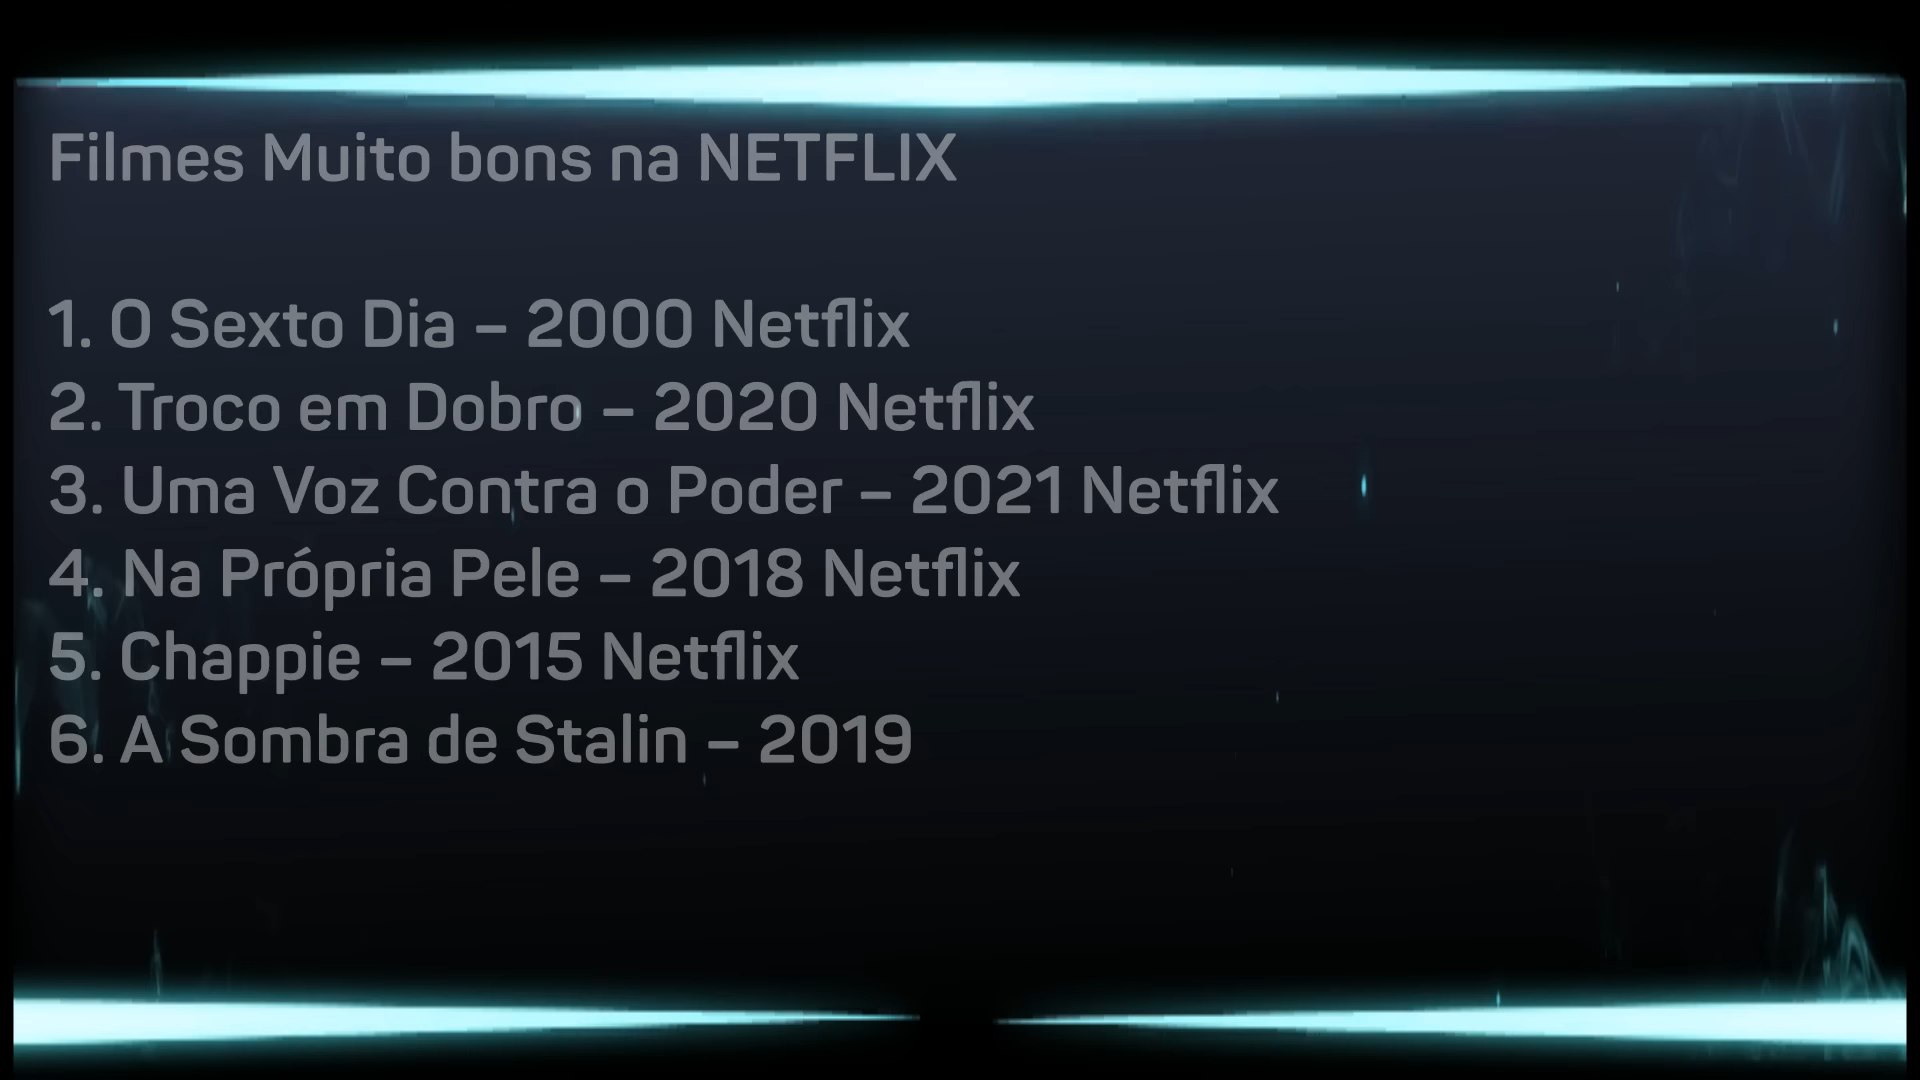 Filmes Muito bons na NETFLIX
1. O Sexto Dia – 2000 Netflix
2. Troco em Dobro – 2020 Netflix
3. Uma Voz Contra o Poder – 2021 Netflix
4. Na Própria Pele – 2018 Netflix
5. Chappie – 2015 Netflix
6. A Sombra de Stalin – 2019